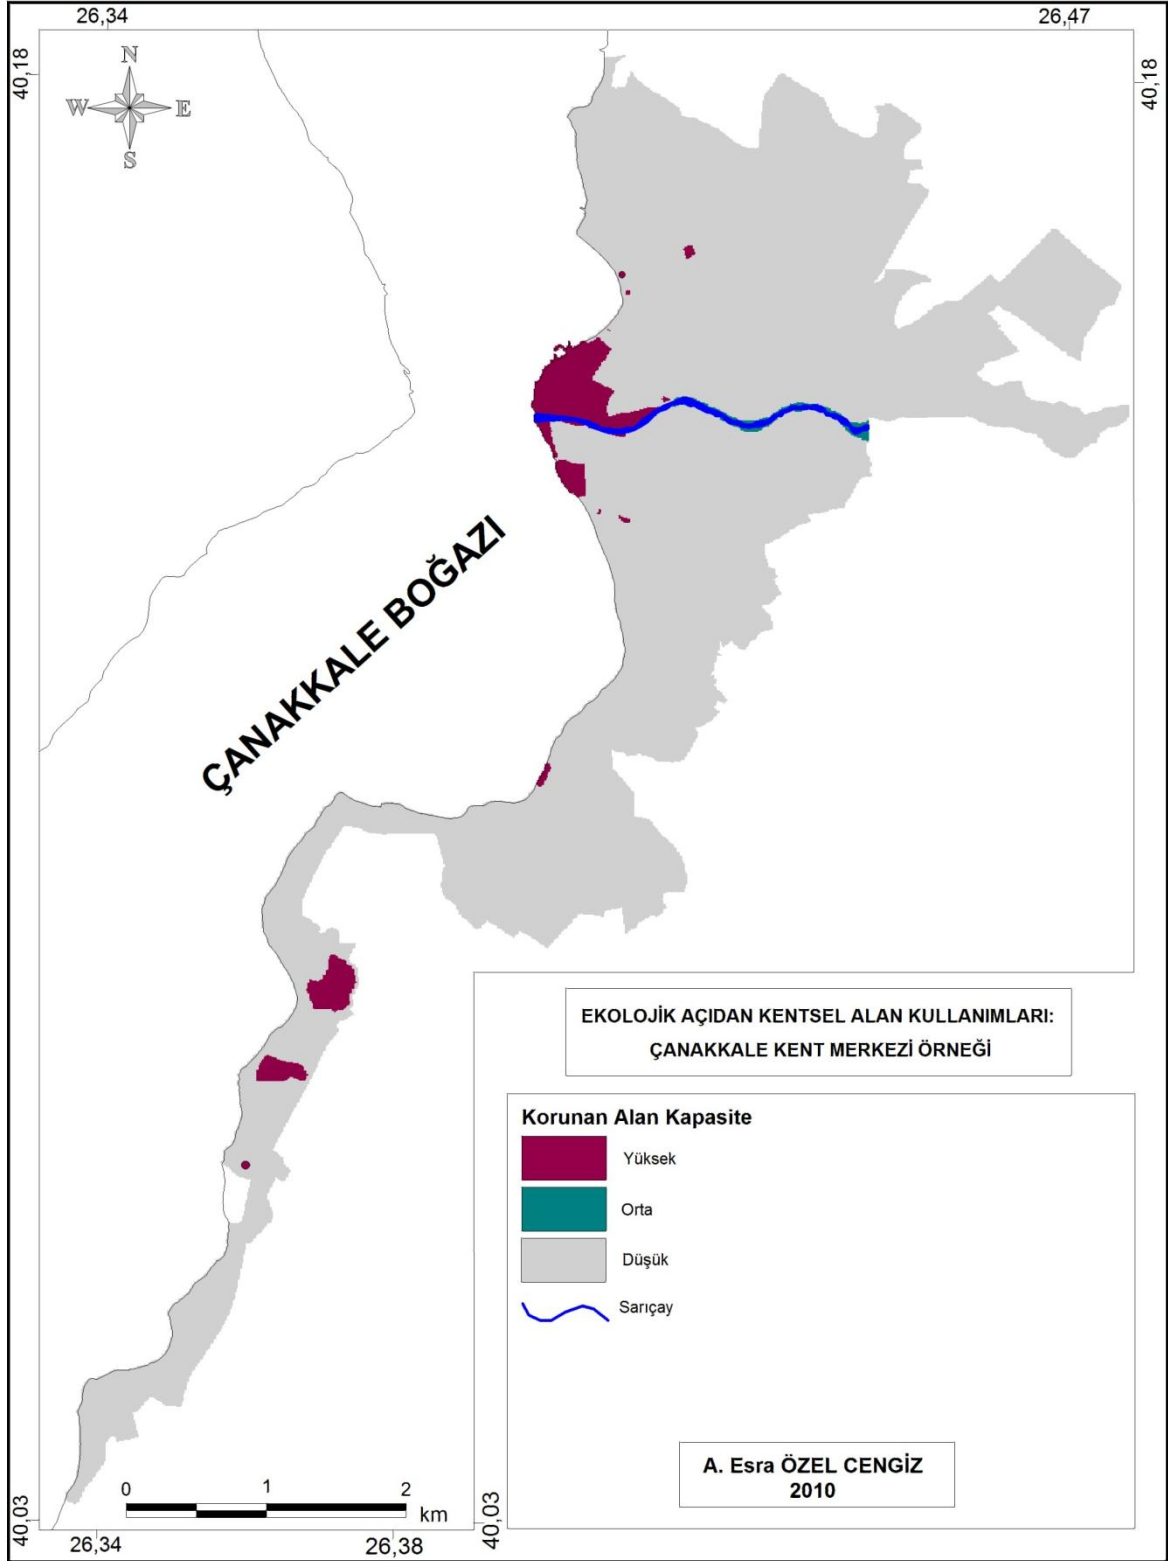 26,34
26,47
40,18
40,18
N
W
E
S
ÇANAKKALE BOĞAZI
EKOLOJİK AÇIDAN KENTSEL ALAN KULLANIMLARI:
ÇANAKKALE KENT MERKEZİ ÖRNEĞİ
Korunan Alan Kapasite
Yüksek
Orta
Düşük
Sarıçay
A. Esra ÖZEL CENGİZ
2010
0
1
2
km
40,03
40,03
26,34
26,38